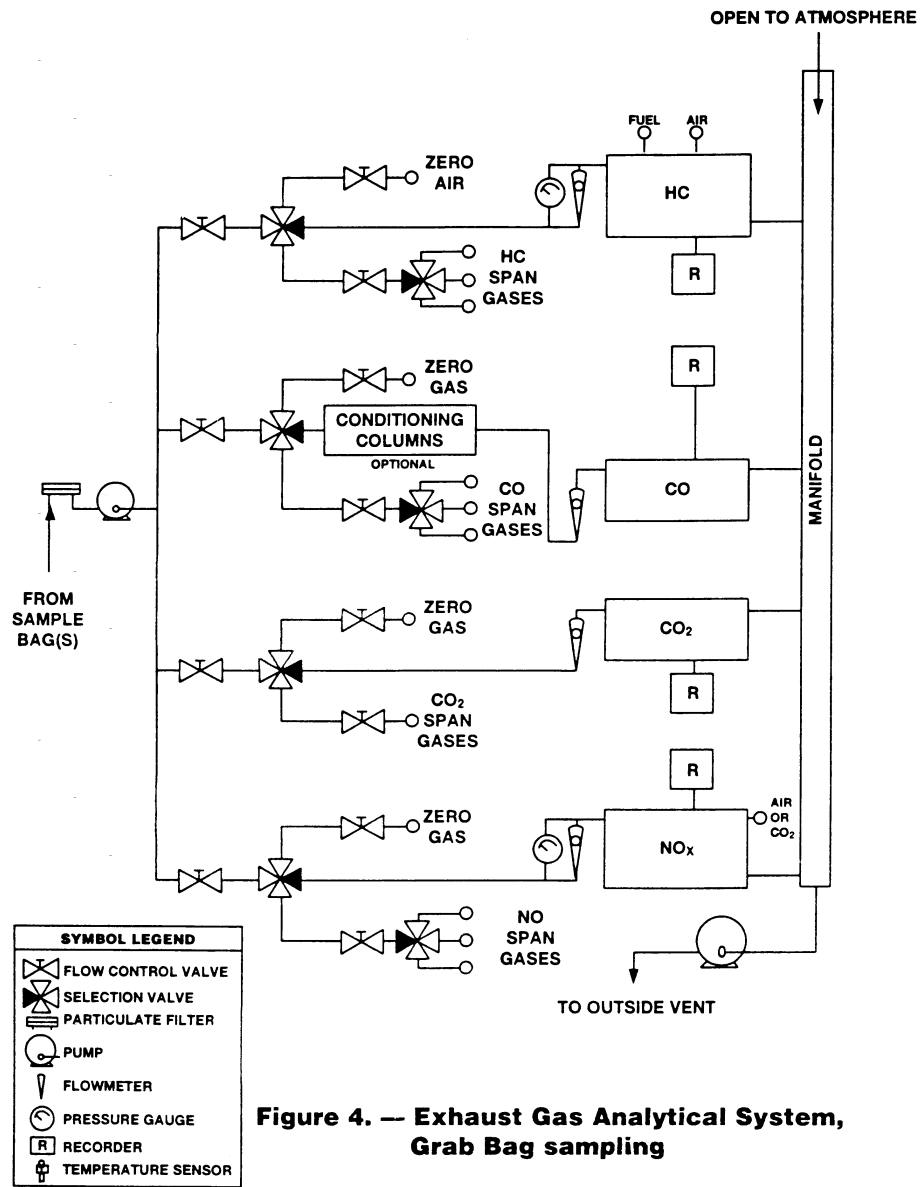 OPEN TO ATMOSPHERE
FUEL
AIR
ZERO
AIR
HC
R
HC
SPAN
GASES
ZERO
GAS
R
CONDITIONING
COLUMNS
OPTIONAL
CO
SPAN
GASES
CO
MANIFOLD
FROM
SAMPLE
BAG(S)
ZERO
GAS
CO₂
R
CO₂
SPAN
GASES
R
ZERO
GAS
AIR
OR
CO₂
NOₓ
NO
SPAN
GASES
TO OUTSIDE VENT
SYMBOL LEGEND
FLOW CONTROL VALVE
SELECTION VALVE
PARTICULATE FILTER
PUMP
FLOWMETER
PRESSURE GAUGE
R RECORDER
TEMPERATURE SENSOR
Figure 4. — Exhaust Gas Analytical System,
Grab Bag sampling